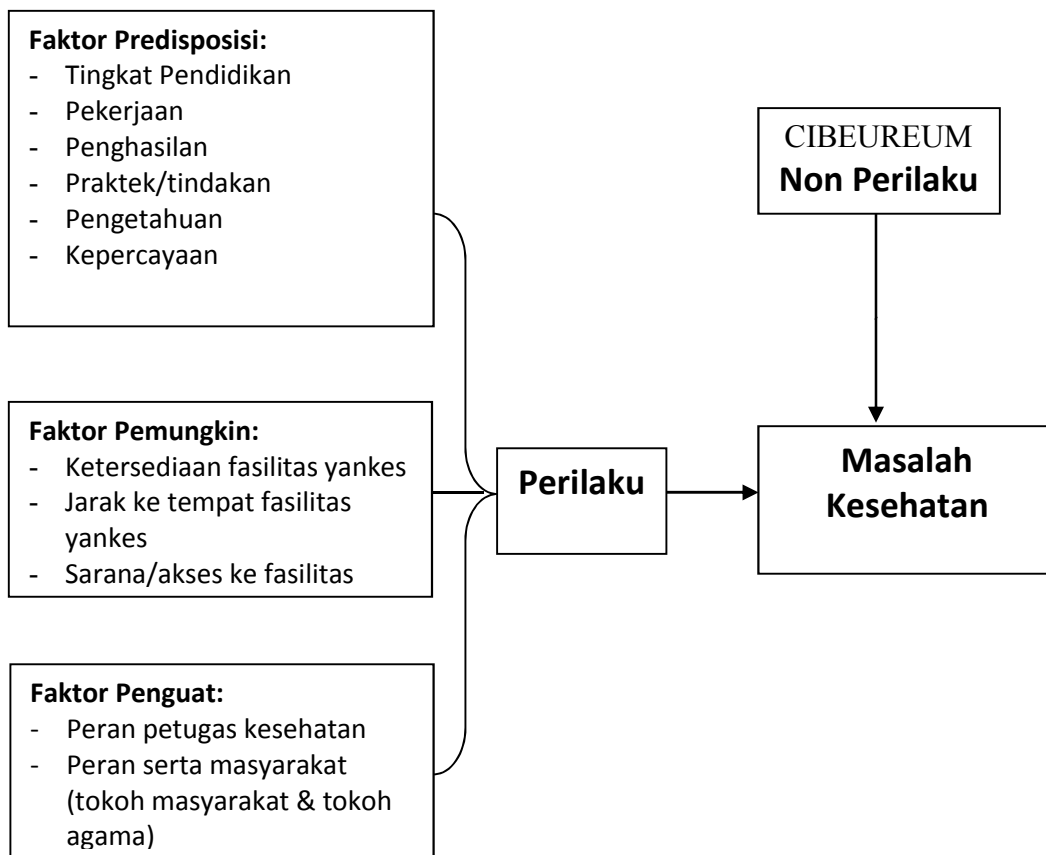 Faktor Predisposisi:
- Tingkat Pendidikan
- Pekerjaan
- Penghasilan
- Praktek/tindakan
- Pengetahuan
- Kepercayaan
CIBEUREUM
Non Perilaku
Faktor Pemungkin:
- Ketersediaan fasilitas yankes
- Jarak ke tempat fasilitas
yankes
- Sarana/akses ke fasilitas
Perilaku
Masalah
Kesehatan
Faktor Penguat:
- Peran petugas kesehatan
- Peran serta masyarakat
(tokoh masyarakat & tokoh
agama)